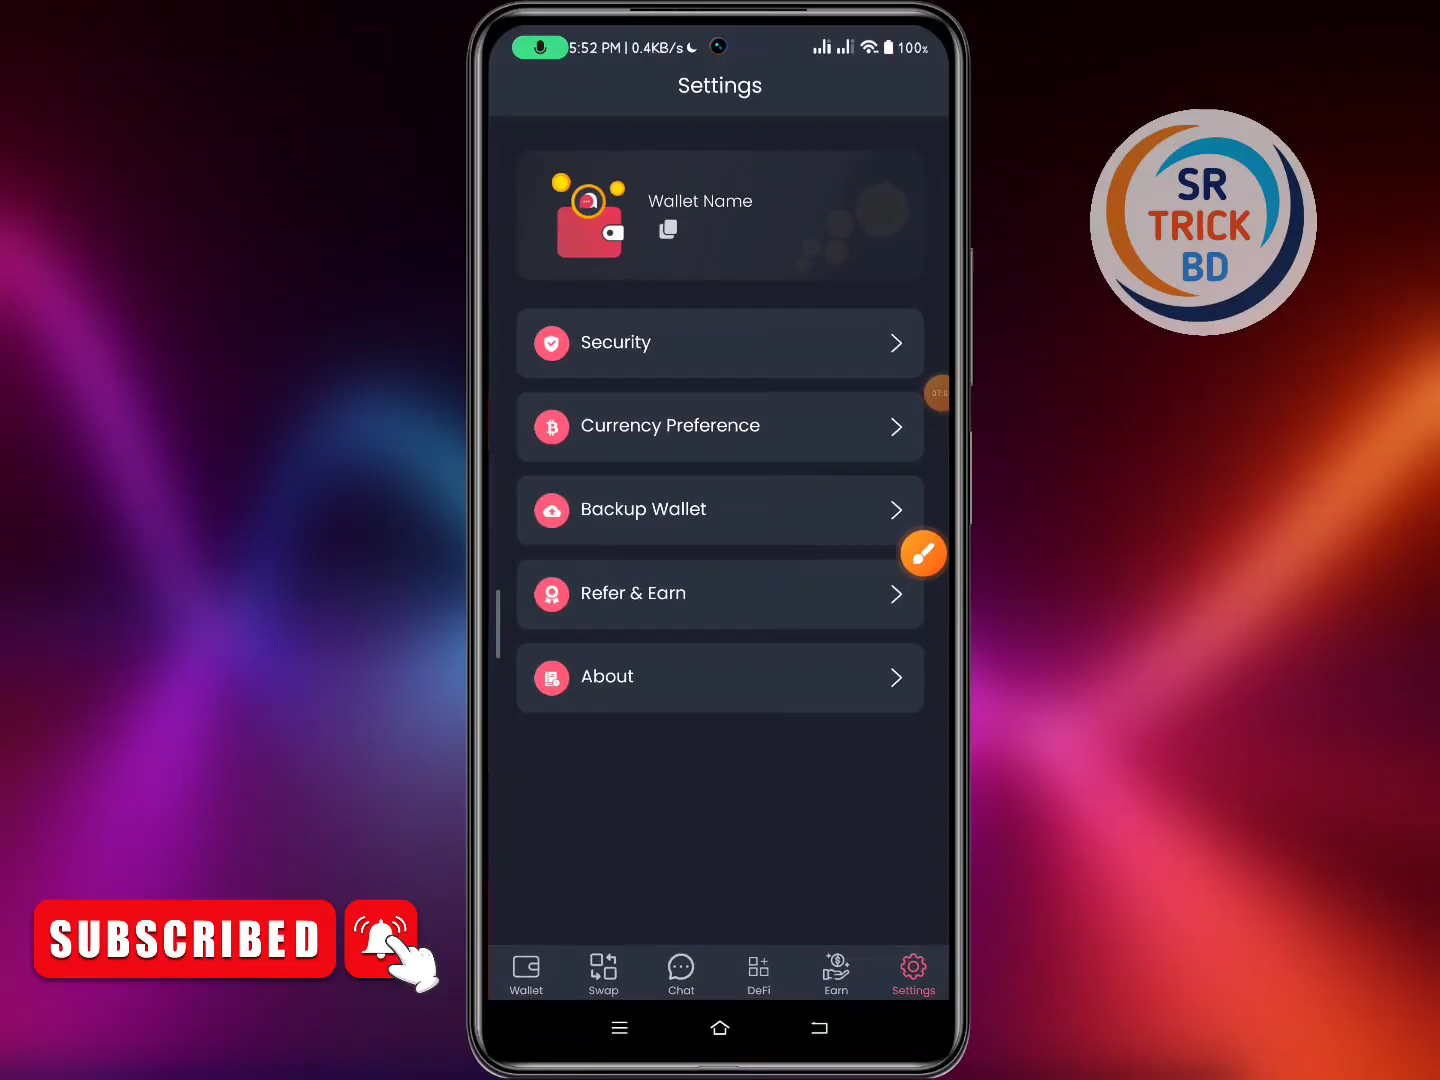 5:52 PM | 0.4KB/s
100%
Settings
Wallet Name
Security
Currency Preference
Backup Wallet
Refer & Earn
About
Wallet
Swap
Chat
DeFi
Earn
Settings
SR
TRICK
BD
SUBSCRIBED